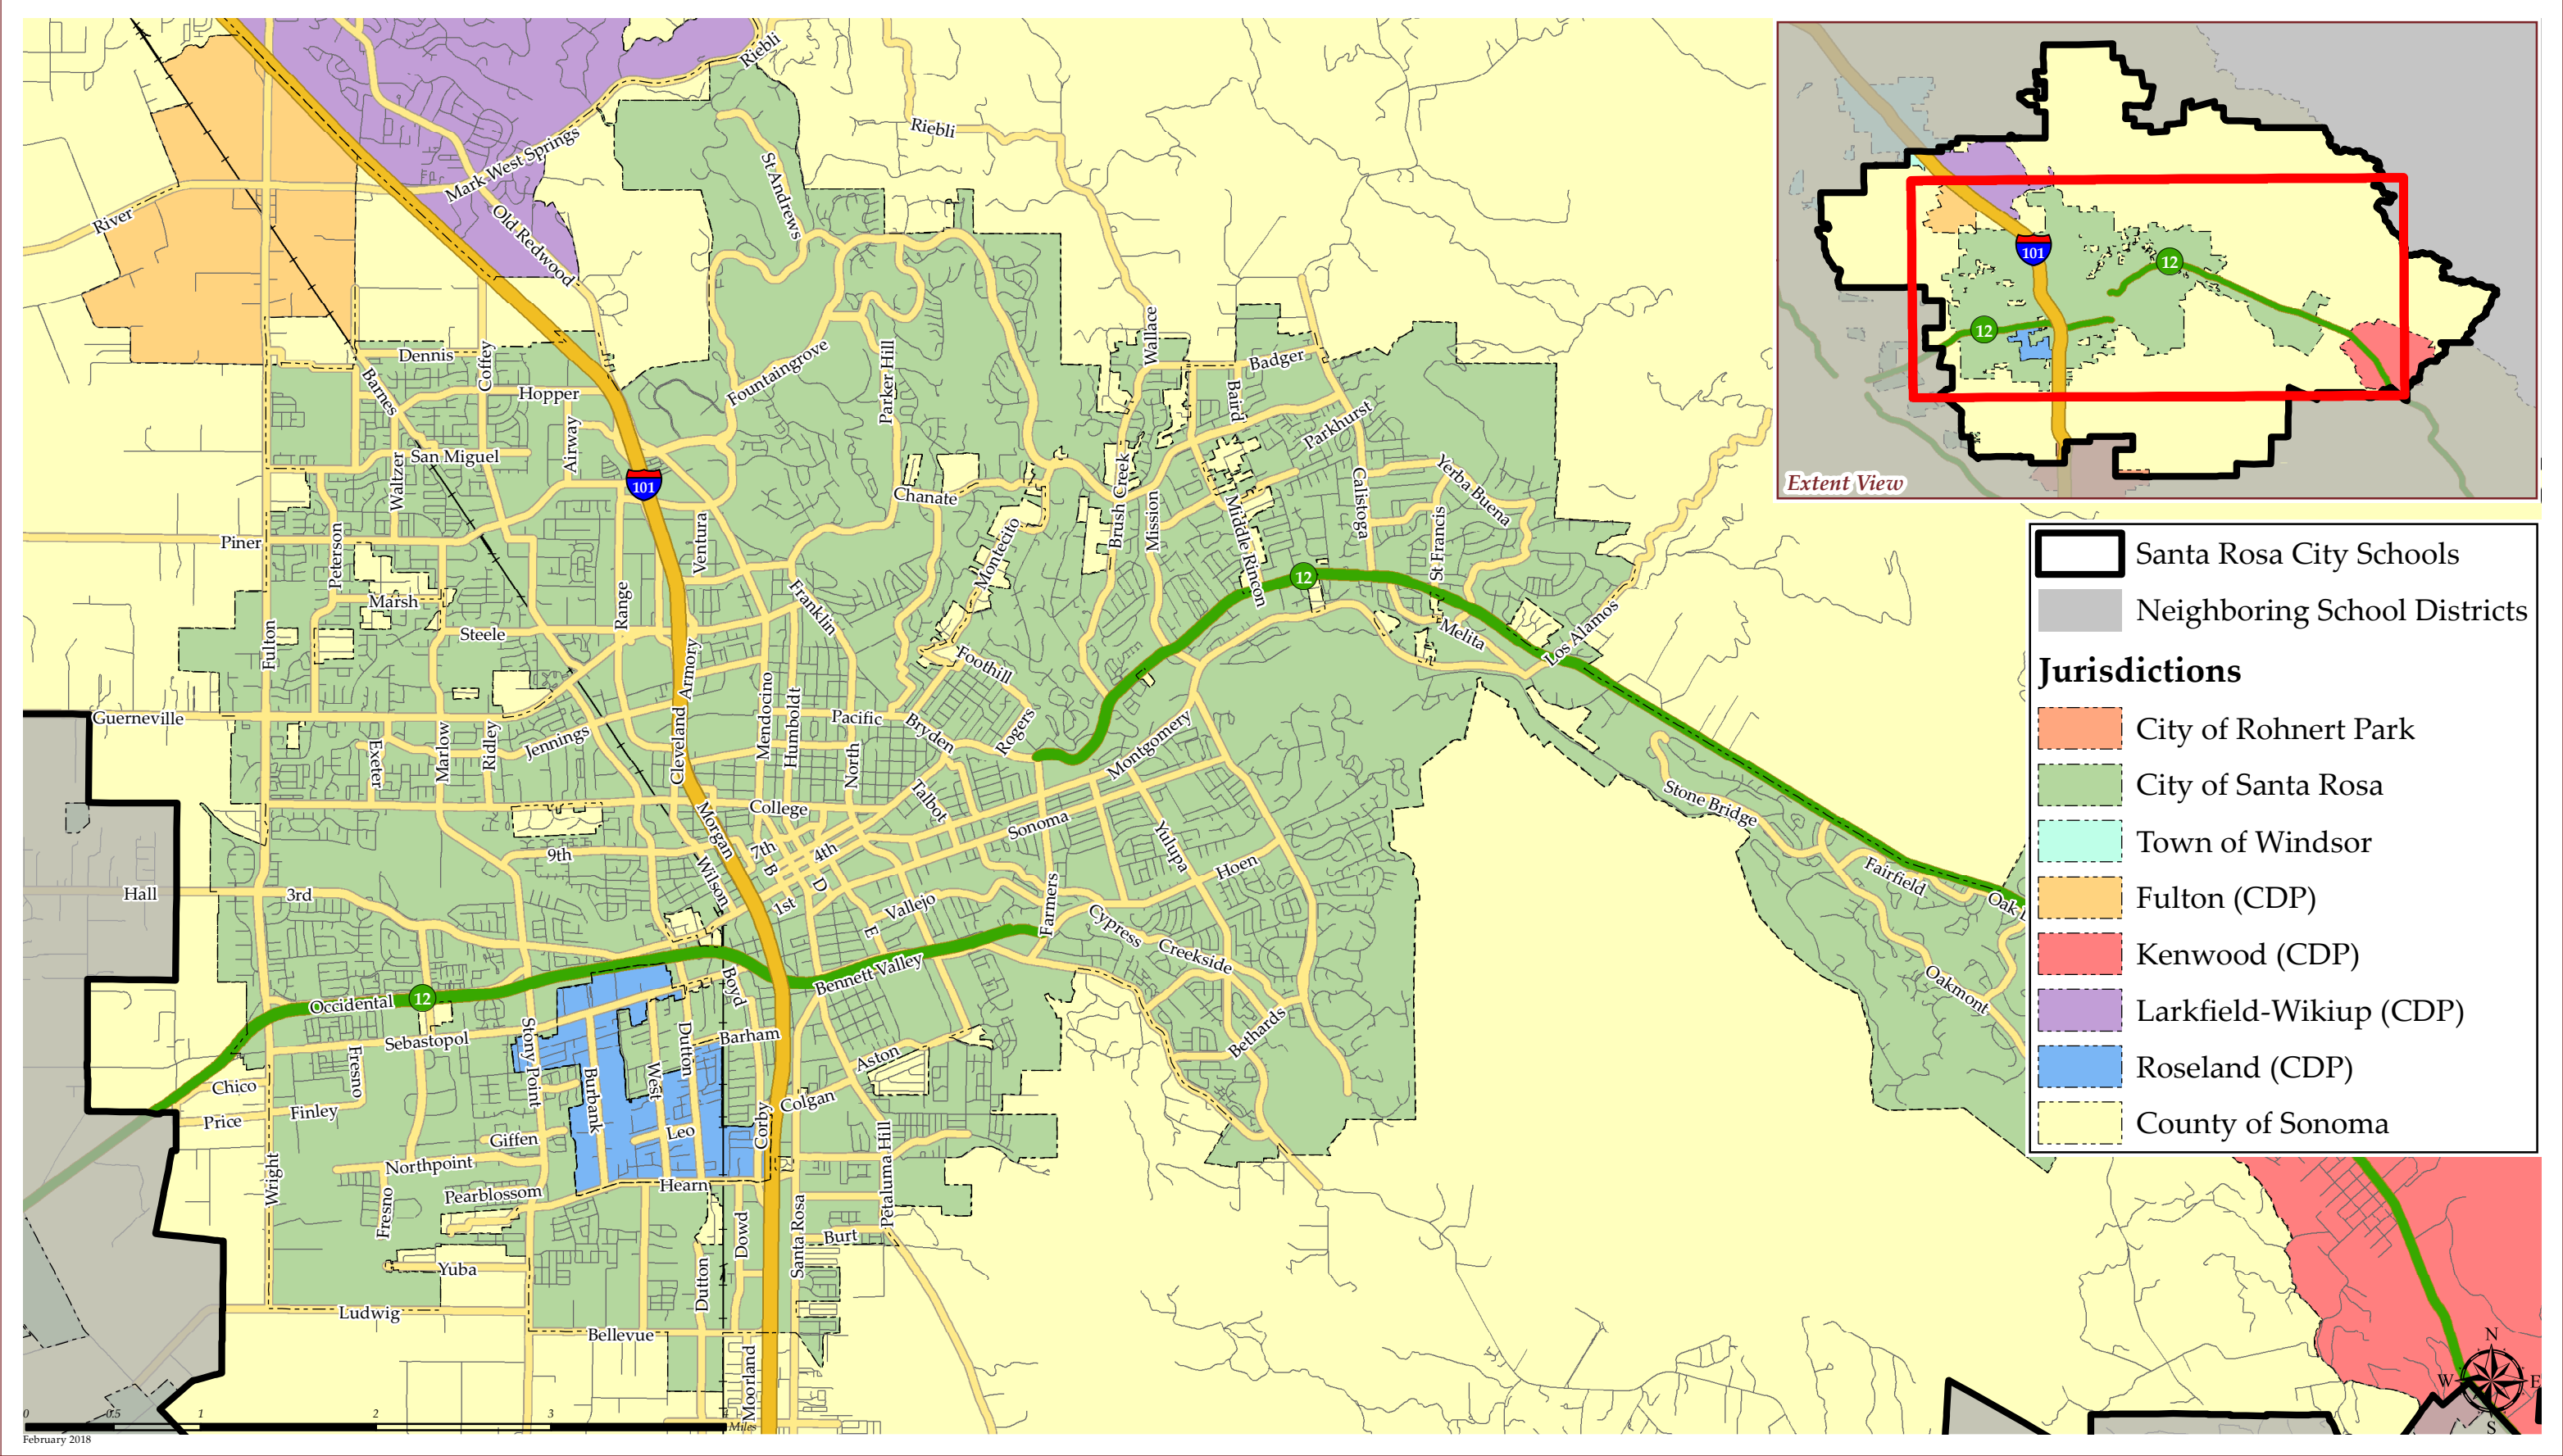 Riebli
Riebli
St Andrews
Mark West Springs
River
Old Redwood
Wallace
Dennis
Coffey
Barnes
Hopper
Fountaingrove
Parker Hill
Badger
Baird
Parkhurst
Airway
San Miguel
Waltzer
101
Chanate
Brush Creek
Mission
Middle Rincon
Calistoga
Yerba Buena
St Francis
Piner
Peterson
Ventura
Montecito
12
Marsh
Range
Franklin
Steele
Fulton
Armory
Foothill
Melita
Los Alamos
Guerneville
Exeter
Marlow
Ridley
Jennings
Cleveland
Mendocino
Humboldt
Pacific
North
Bryden
Rogers
Montgomery
Talbot
College
Morgan
Sonoma
Stone Bridge
9th
7th
4th
B
D
Wilson
Yulupa
Hoen
Hall
3rd
1st
Vallejo
E
Farmers
Cypress
Creekside
Fairfield
Oakmont
Occidental
12
Boyd
Bennett Valley
Sebastopol
Stony Point
Dutton
Barham
Bethards
Fresno
Chico
Burbank
West
Aston
Price
Finley
Corby
Colgan
Giffen
Leo
Northpoint
Wright
Pearblossom
Hearn
Petaluma Hill
Fresno
Dowd
Santa Rosa
Burt
Yuba
Dutton
Ludwig
Bellevue
Moorland
101
12
12
Extent View
Santa Rosa City Schools
Neighboring School Districts
Jurisdictions
City of Rohnert Park
City of Santa Rosa
Town of Windsor
Fulton (CDP)
Kenwood (CDP)
Larkfield-Wikiup (CDP)
Roseland (CDP)
County of Sonoma
N
W E
S
0 0.5 1 2 3 4
Miles
February 2018